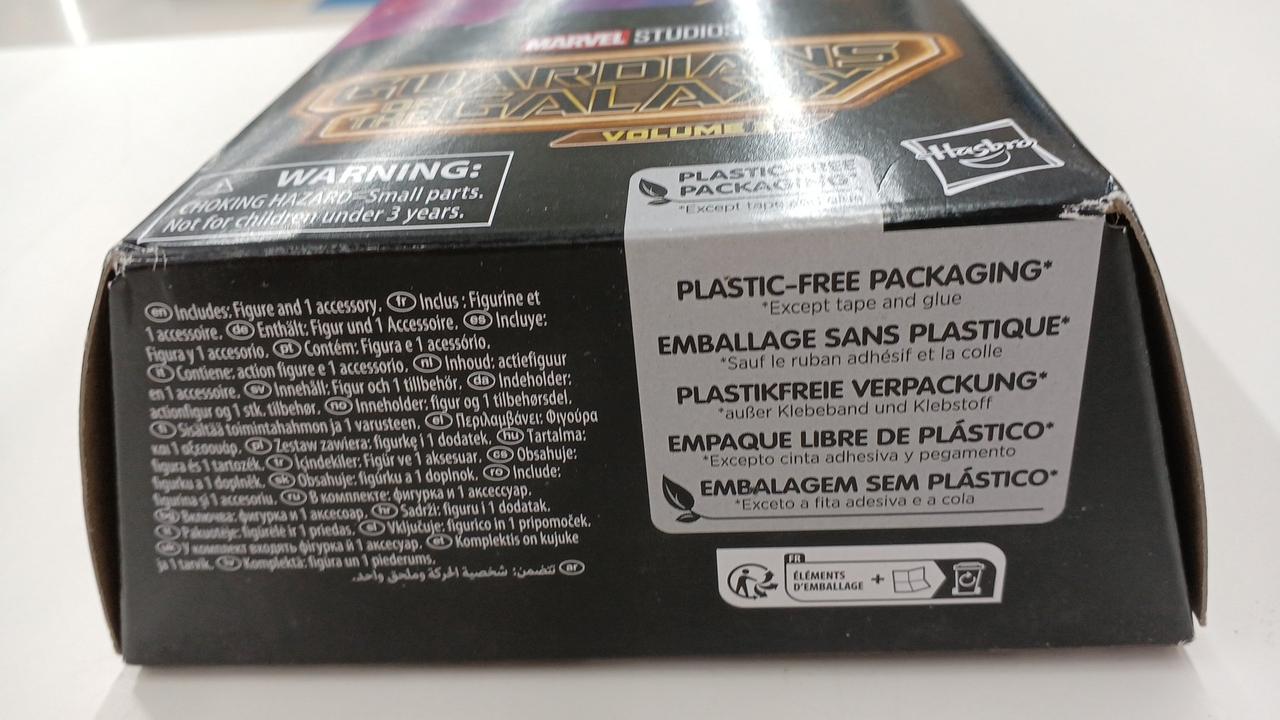 MARVEL STUDIOS
GUARDIANS
OF THE GALAXY
VOLUME
WARNING:
CHOKING HAZARD-Small parts.
Not for children under 3 years.
PLASTIC-FREE
PACKAGING*
*Except tape and glue
Hasbro
en Includes: Figure and 1 accessory. fr Inclus : Figurine et
1 accessoire. de Enthält: Figur und 1 Accessoire. es Incluye:
Figura y 1 accesorio. pt Contém: Figura e 1 acessório.
it Contiene: action figure e 1 accessorio. nl Inhoud: actiefiguur
en 1 accessoire. sv Innehåll: Figur och 1 tillbehör. da Indeholder:
actionfigur og 1 stk. tilbehør. no Inneholder: figur og 1 tilbehørsdel.
fi Sisältää toimintahahmon ja 1 varusteen. el Περιλαμβάνει: Φιγούρα
και 1 αξεσουάρ. pl Zestaw zawiera: figurkę i 1 dodatek. hu Tartalma:
figura és 1 tartozék. tr İçindekiler: Figür ve 1 aksesuar. cs Obsahuje:
figurku a 1 doplněk. sk Obsahuje: figúrku a 1 doplnok. ro Include:
figurina și 1 accesoriu. ru В комплекте: фигурка и 1 аксессуар.
bg Включва: фигурка и 1 аксесоар. hr Sadrži: figuru i 1 dodatak.
lt Pakuotėje: figūrėlė ir 1 priedas. sl Vključuje: figurico in 1 pripomoček.
uk У комплект входять фігурка й 1 аксесуар. et Komplektis on kujuke
ja 1 tarvik. lv Komplektā: figūra un 1 piederums.
ar تتضمن: شخصية الحركة وملحق واحد.
PLASTIC-FREE PACKAGING*
*Except tape and glue
EMBALLAGE SANS PLASTIQUE*
*Sauf le ruban adhésif et la colle
PLASTIKFREIE VERPACKUNG*
*außer Klebeband und Klebstoff
EMPAQUE LIBRE DE PLÁSTICO*
*Excepto cinta adhesiva y pegamento
EMBALAGEM SEM PLÁSTICO*
*Exceto a fita adesiva e a cola
FR
ÉLÉMENTS
D'EMBALLAGE +